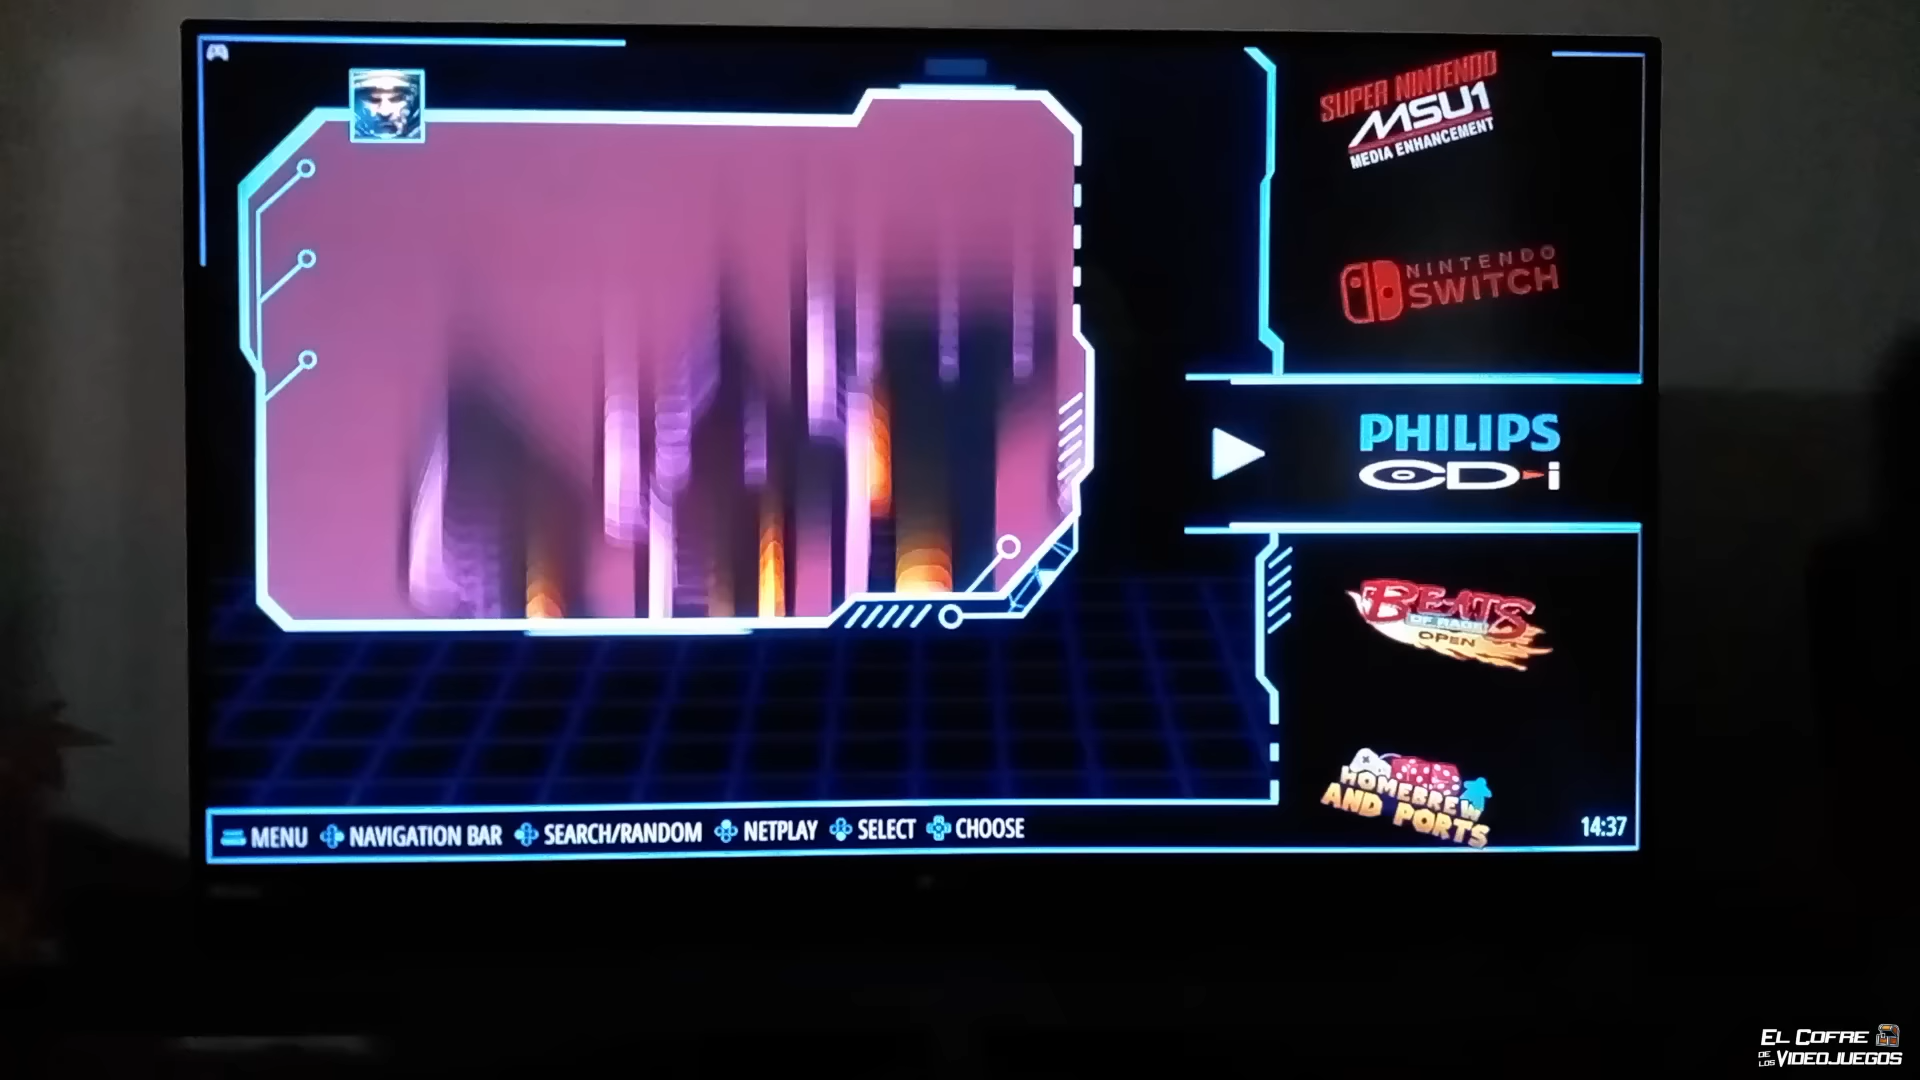 SUPER NINTENDO
MSU1
MEDIA ENHANCEMENT
NINTENDO
SWITCH
PHILIPS
CD-i
BEATS
OF RAGE
OPEN
HOMEBREW
AND PORTS
14:37
MENU NAVIGATION BAR SEARCH/RANDOM NETPLAY SELECT CHOOSE
EL COFRE
DE LOS VIDEOJUEGOS